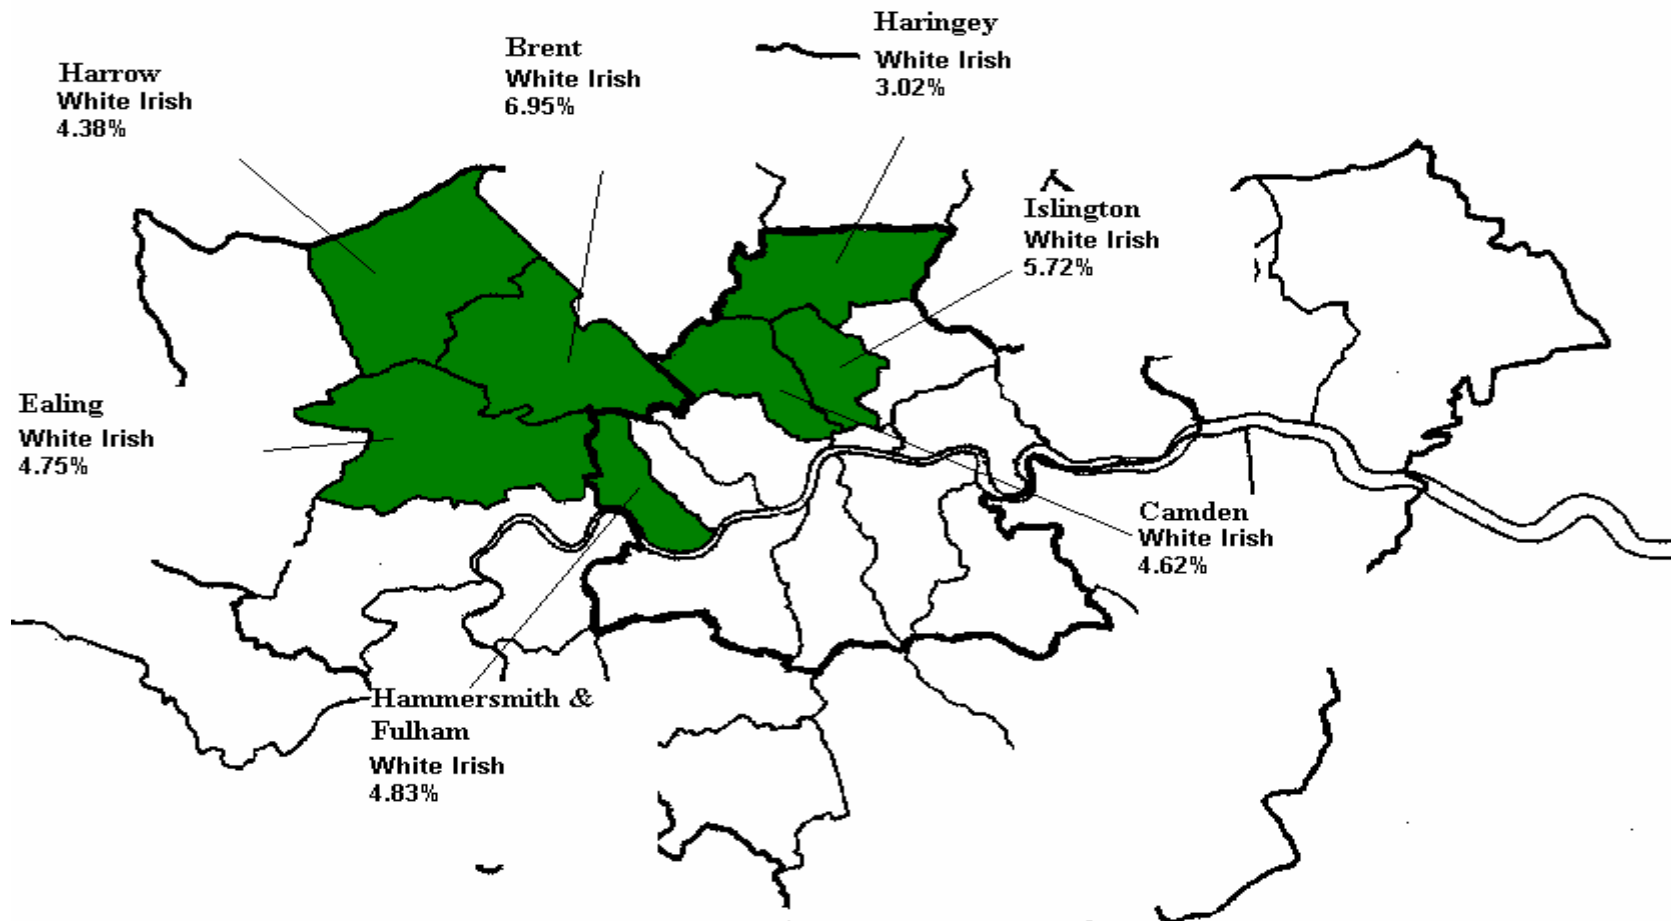 Haringey
White Irish
3.02%
Brent
White Irish
6.95%
Harrow
White Irish
4.38%
Islington
White Irish
5.72%
Ealing
White Irish
4.75%
Camden
White Irish
4.62%
Hammersmith &
Fulham
White Irish
4.83%